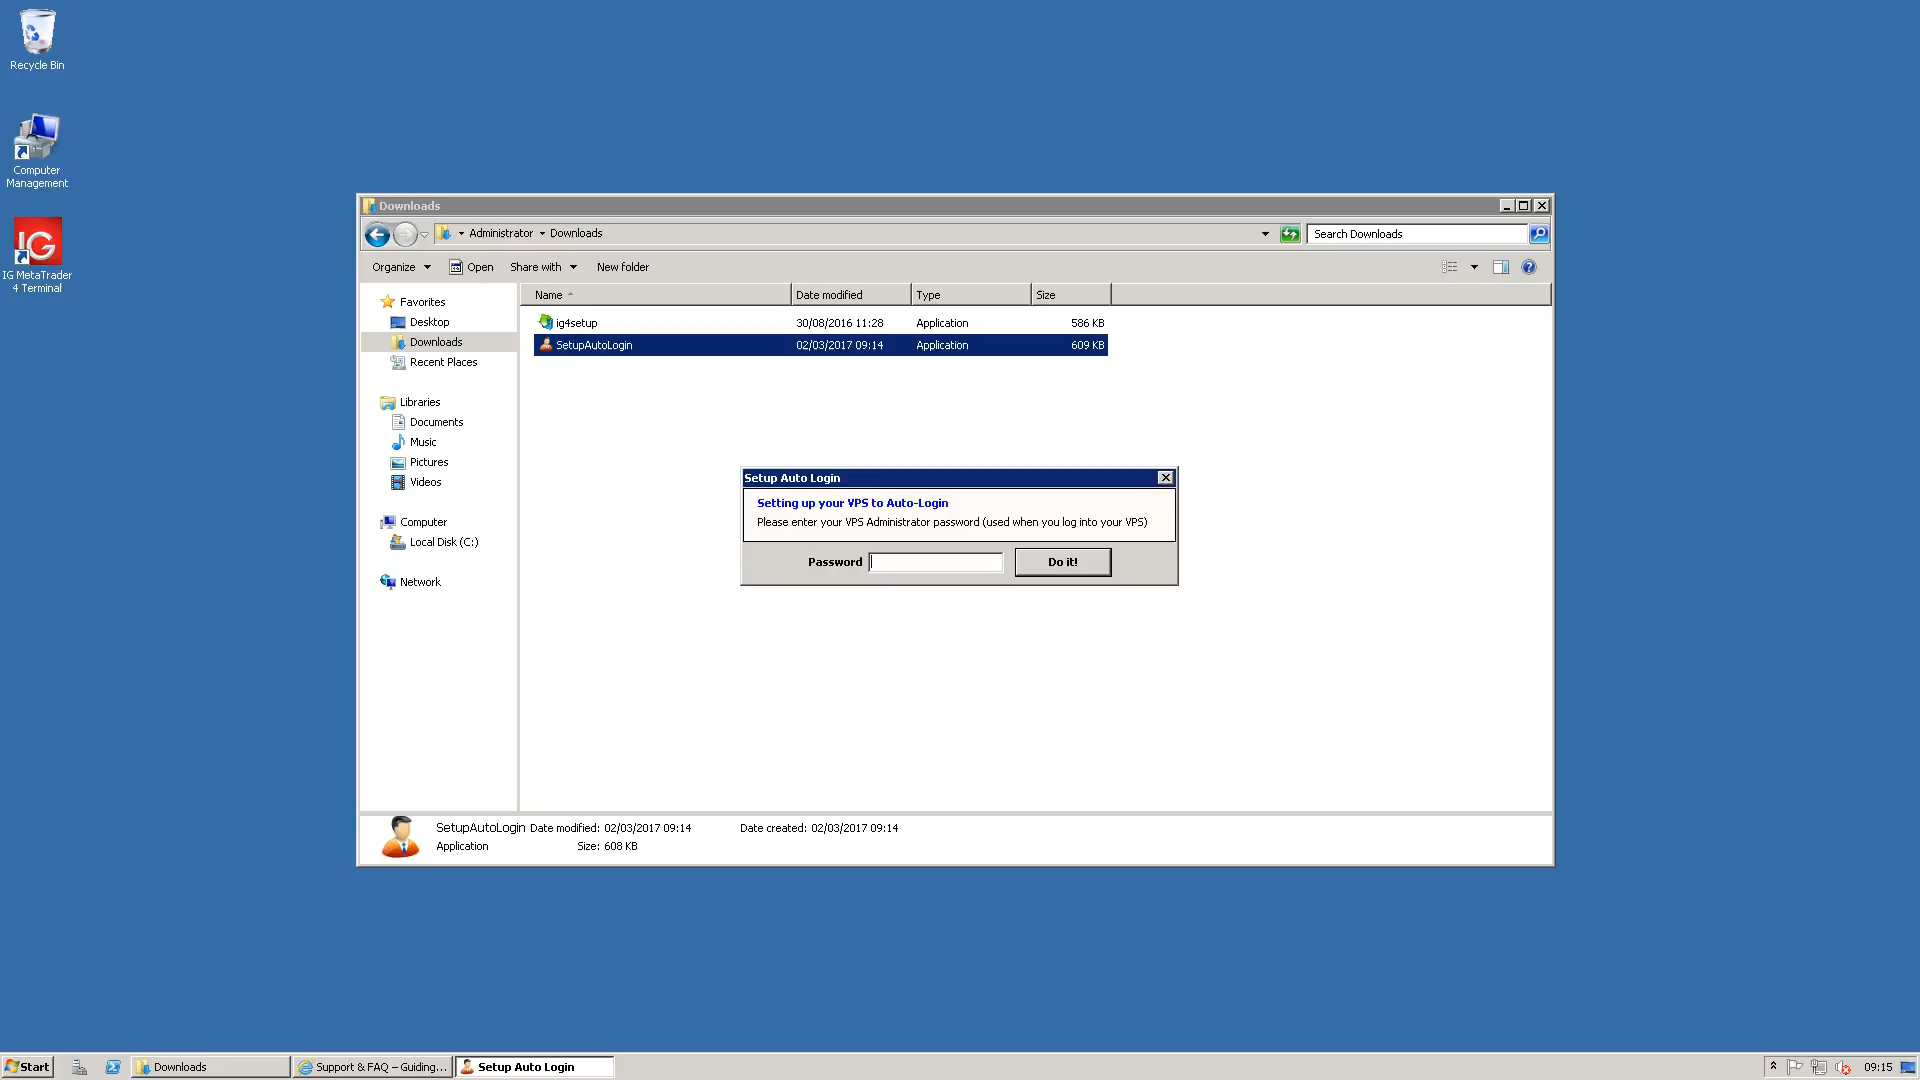 Recycle Bin
Computer
Management
IG
IG MetaTrader
4 Terminal
Downloads
Administrator
Downloads
Search Downloads
Organize
Open
Share with
New folder
Favorites
Desktop
Downloads
Recent Places
Libraries
Documents
Music
Pictures
Videos
Computer
Local Disk (C:)
Network
Name
Date modified
Type
Size
ig4setup
30/08/2016 11:28
Application
586 KB
SetupAutoLogin
02/03/2017 09:14
Application
609 KB
Setup Auto Login
Setting up your VPS to Auto-Login
Please enter your VPS Administrator password (used when you log into your VPS)
Password
Do it!
SetupAutoLogin Date modified: 02/03/2017 09:14
Date created: 02/03/2017 09:14
Application
Size: 608 KB
Start
Downloads
Support & FAQ – Guiding...
Setup Auto Login
09:15